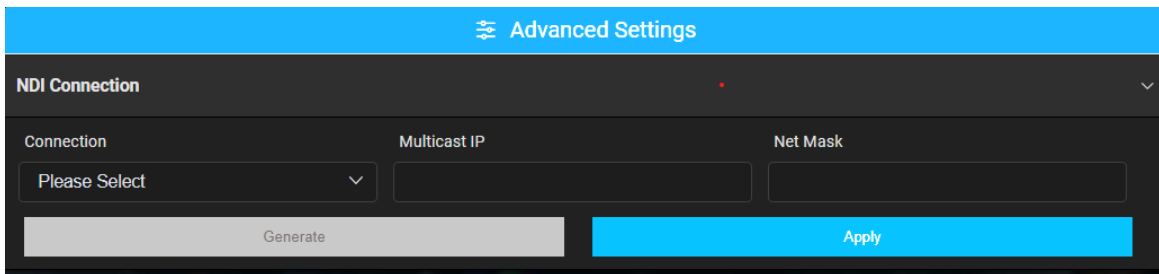 Advanced Settings
NDI Connection
Connection Multicast IP Net Mask
Please Select
Generate Apply